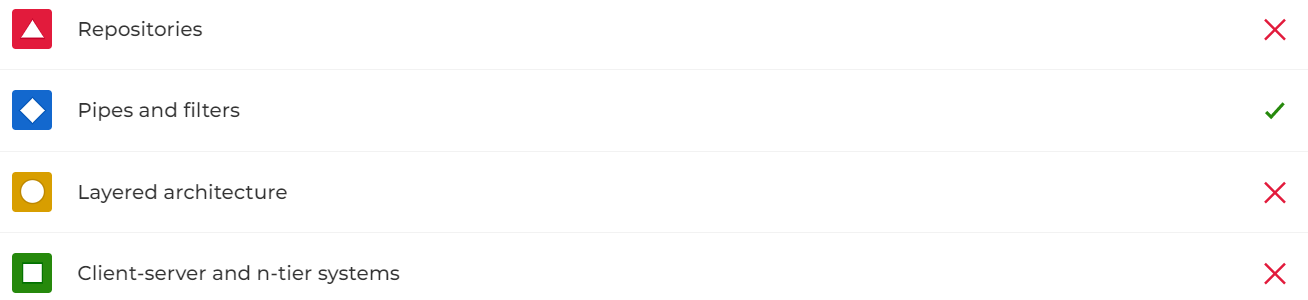 Repositories
Pipes and filters
Layered architecture
Client-server and n-tier systems